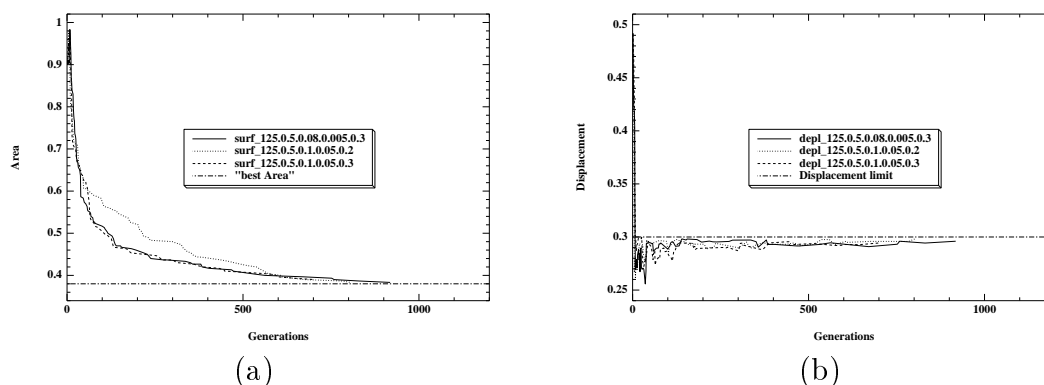 1
0.9
0.8
0.7
0.6
0.5
0.4
Area
surf_125.0.5.0.08.0.005.0.3
surf_125.0.5.0.1.0.05.0.2
surf_125.0.5.0.1.0.05.0.3
"best Area"
0
500
1000
Generations
(a)
0.5
0.45
0.4
0.35
0.3
0.25
Displacement
depl_125.0.5.0.08.0.005.0.3
depl_125.0.5.0.1.0.05.0.2
depl_125.0.5.0.1.0.05.0.3
Displacement limit
0
500
1000
Generations
(b)